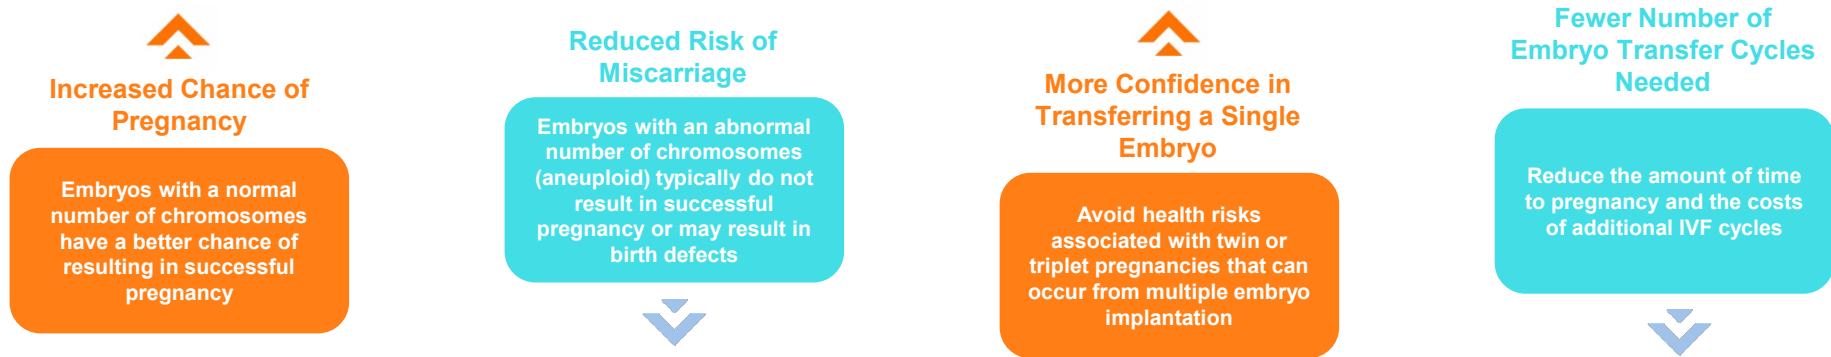 Increased Chance of
Pregnancy
Embryos with a normal
number of chromosomes
have a better chance of
resulting in successful
pregnancy
Reduced Risk of
Miscarriage
Embryos with an abnormal
number of chromosomes
(aneuploid) typically do not
result in successful
pregnancy or may result in
birth defects
More Confidence in
Transferring a Single
Embryo
Avoid health risks
associated with twin or
triplet pregnancies that can
occur from multiple embryo
implantation
Fewer Number of
Embryo Transfer Cycles
Needed
Reduce the amount of time
to pregnancy and the costs
of additional IVF cycles